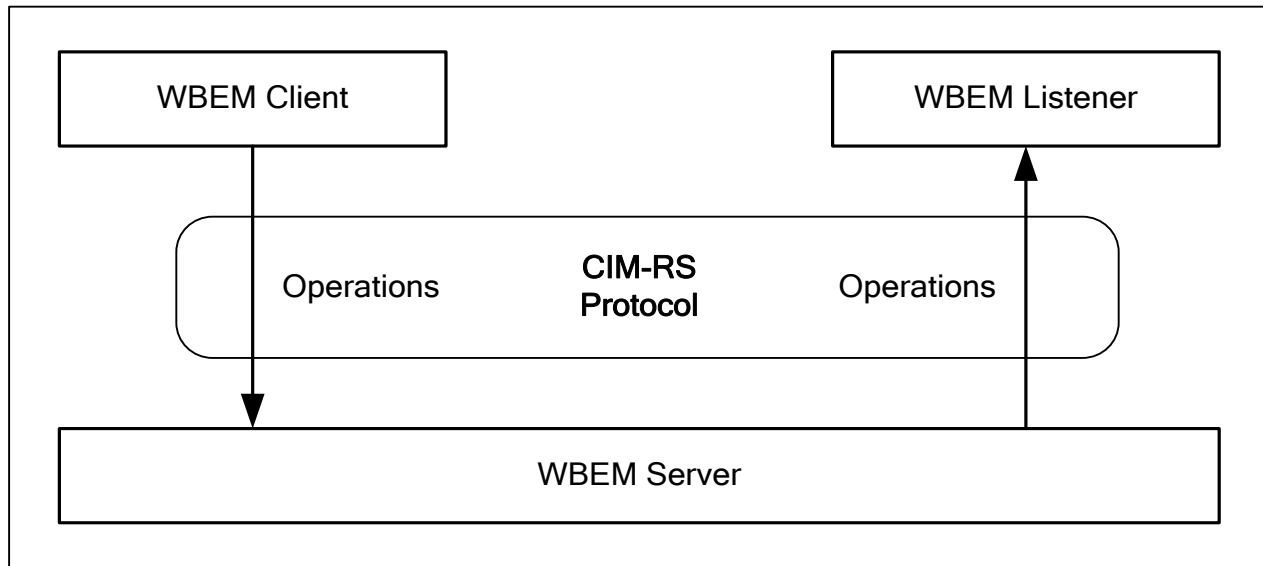 WBEM Client
WBEM Listener
Operations
CIM-RS
Protocol
Operations
WBEM Server